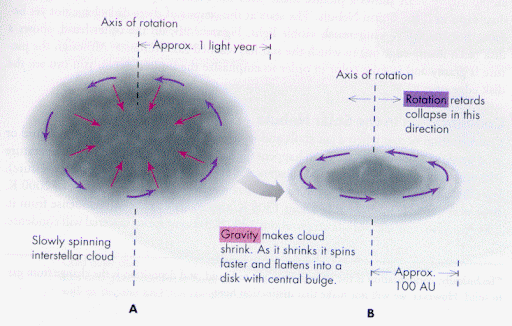 Axis of rotation
Approx. 1 light year
Axis of rotation
Rotation retards
collapse in this
direction
Slowly spinning
interstellar cloud
Gravity makes cloud
shrink. As it shrinks it spins
faster and flattens into a
disk with central bulge.
Approx.
100 AU
A
B